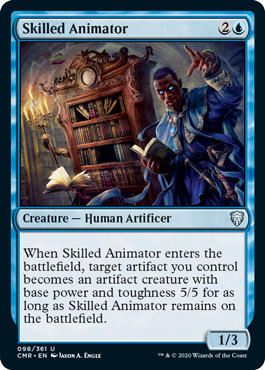 Skilled Animator 2
Creature — Human Artificer
When Skilled Animator enters the
battlefield, target artifact you control
becomes an artifact creature with
base power and toughness 5/5 for as
long as Skilled Animator remains on
the battlefield.
1/3
098/361 U
CMR • EN Jason A. Engle
™ & © 2020 Wizards of the Coast